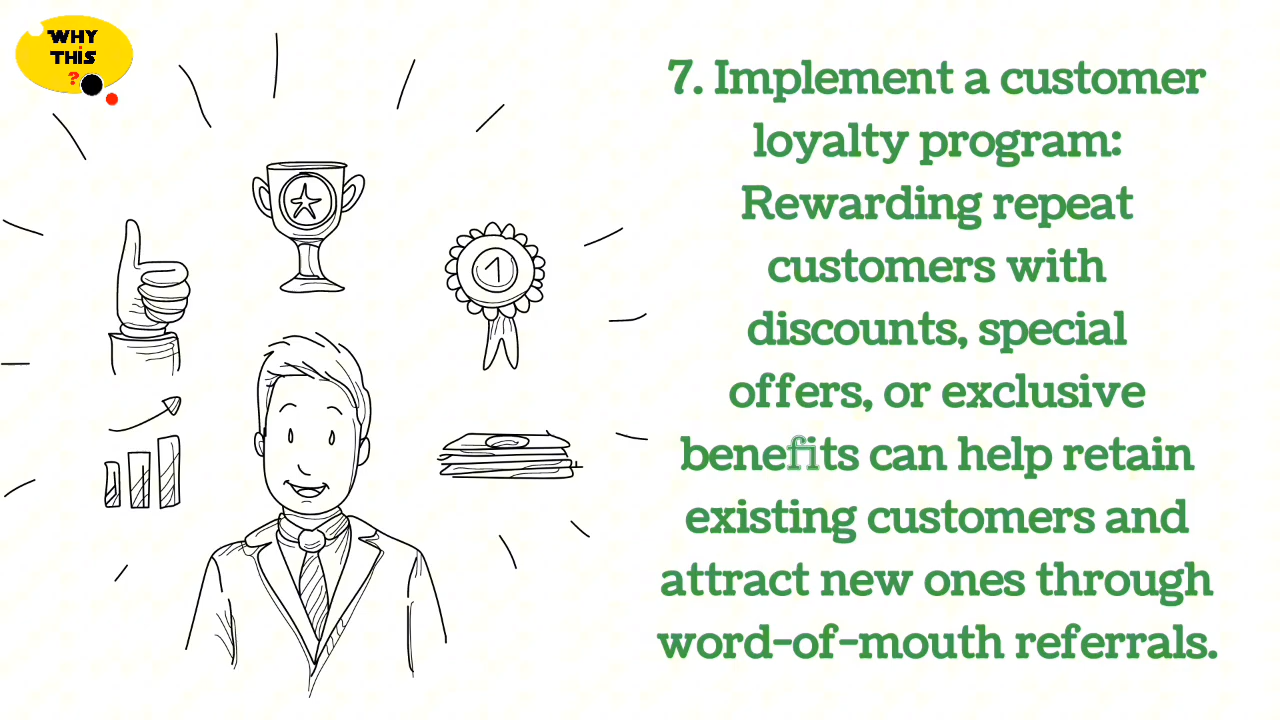 WHY
THIS
?
1
7. Implement a customer
loyalty program:
Rewarding repeat
customers with
discounts, special
offers, or exclusive
benefits can help retain
existing customers and
attract new ones through
word-of-mouth referrals.